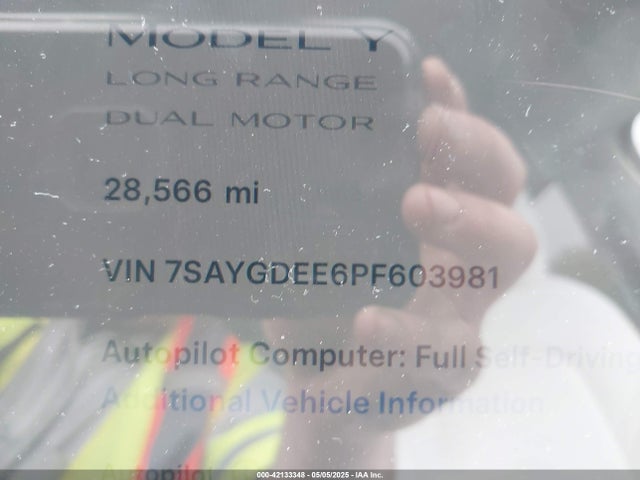 MODEL Y
LONG RANGE
DUAL MOTOR
28,566 mi
VIN 7SAYGDEE6PF603981
Autopilot Computer: Full Self-Driving
Additional Vehicle Information
Autopilot
000-42133348 - 05/05/2025 - IAA Inc.